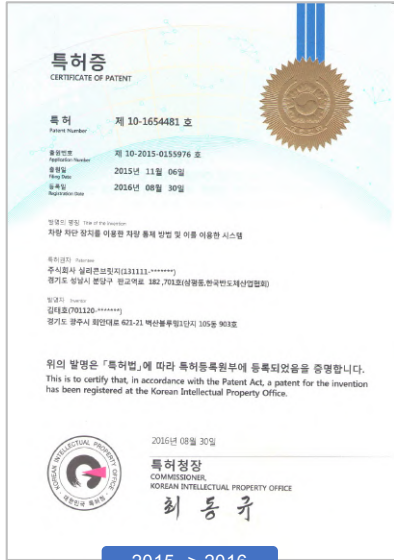 특허증
CERTIFICATE OF PATENT
특 허 제 10-1654481 호
Patent Number
출원번호 제 10-2015-0155976 호
Application Number
출원일 2015년 11월 06일
Filing Date
등록일 2016년 08월 30일
Registration Date
발명의 명칭 Title of the Invention
차량 차단 장치를 이용한 차량 통제 방법 및 이를 이용한 시스템
특허권자 Patentee
주식회사 실리콘브릿지(131111-*******)
경기도 성남시 분당구 판교역로 182 ,701호(삼평동,한국반도체산업협회)
발명자 Inventor
김태호(701120-*******)
경기도 광주시 회안대로 621-21 벽산블루밍1단지 105동 903호
위의 발명은 「특허법」에 따라 특허등록원부에 등록되었음을 증명합니다.
This is to certify that, in accordance with the Patent Act, a patent for the invention
has been registered at the Korean Intellectual Property Office.
2016년 08월 30일
특허청장
COMMISSIONER,
KOREAN INTELLECTUAL PROPERTY OFFICE
최동규
KOREAN INTELLECTUAL PROPERTY OFFICE
대한민국 특허청
2015 -> 2016